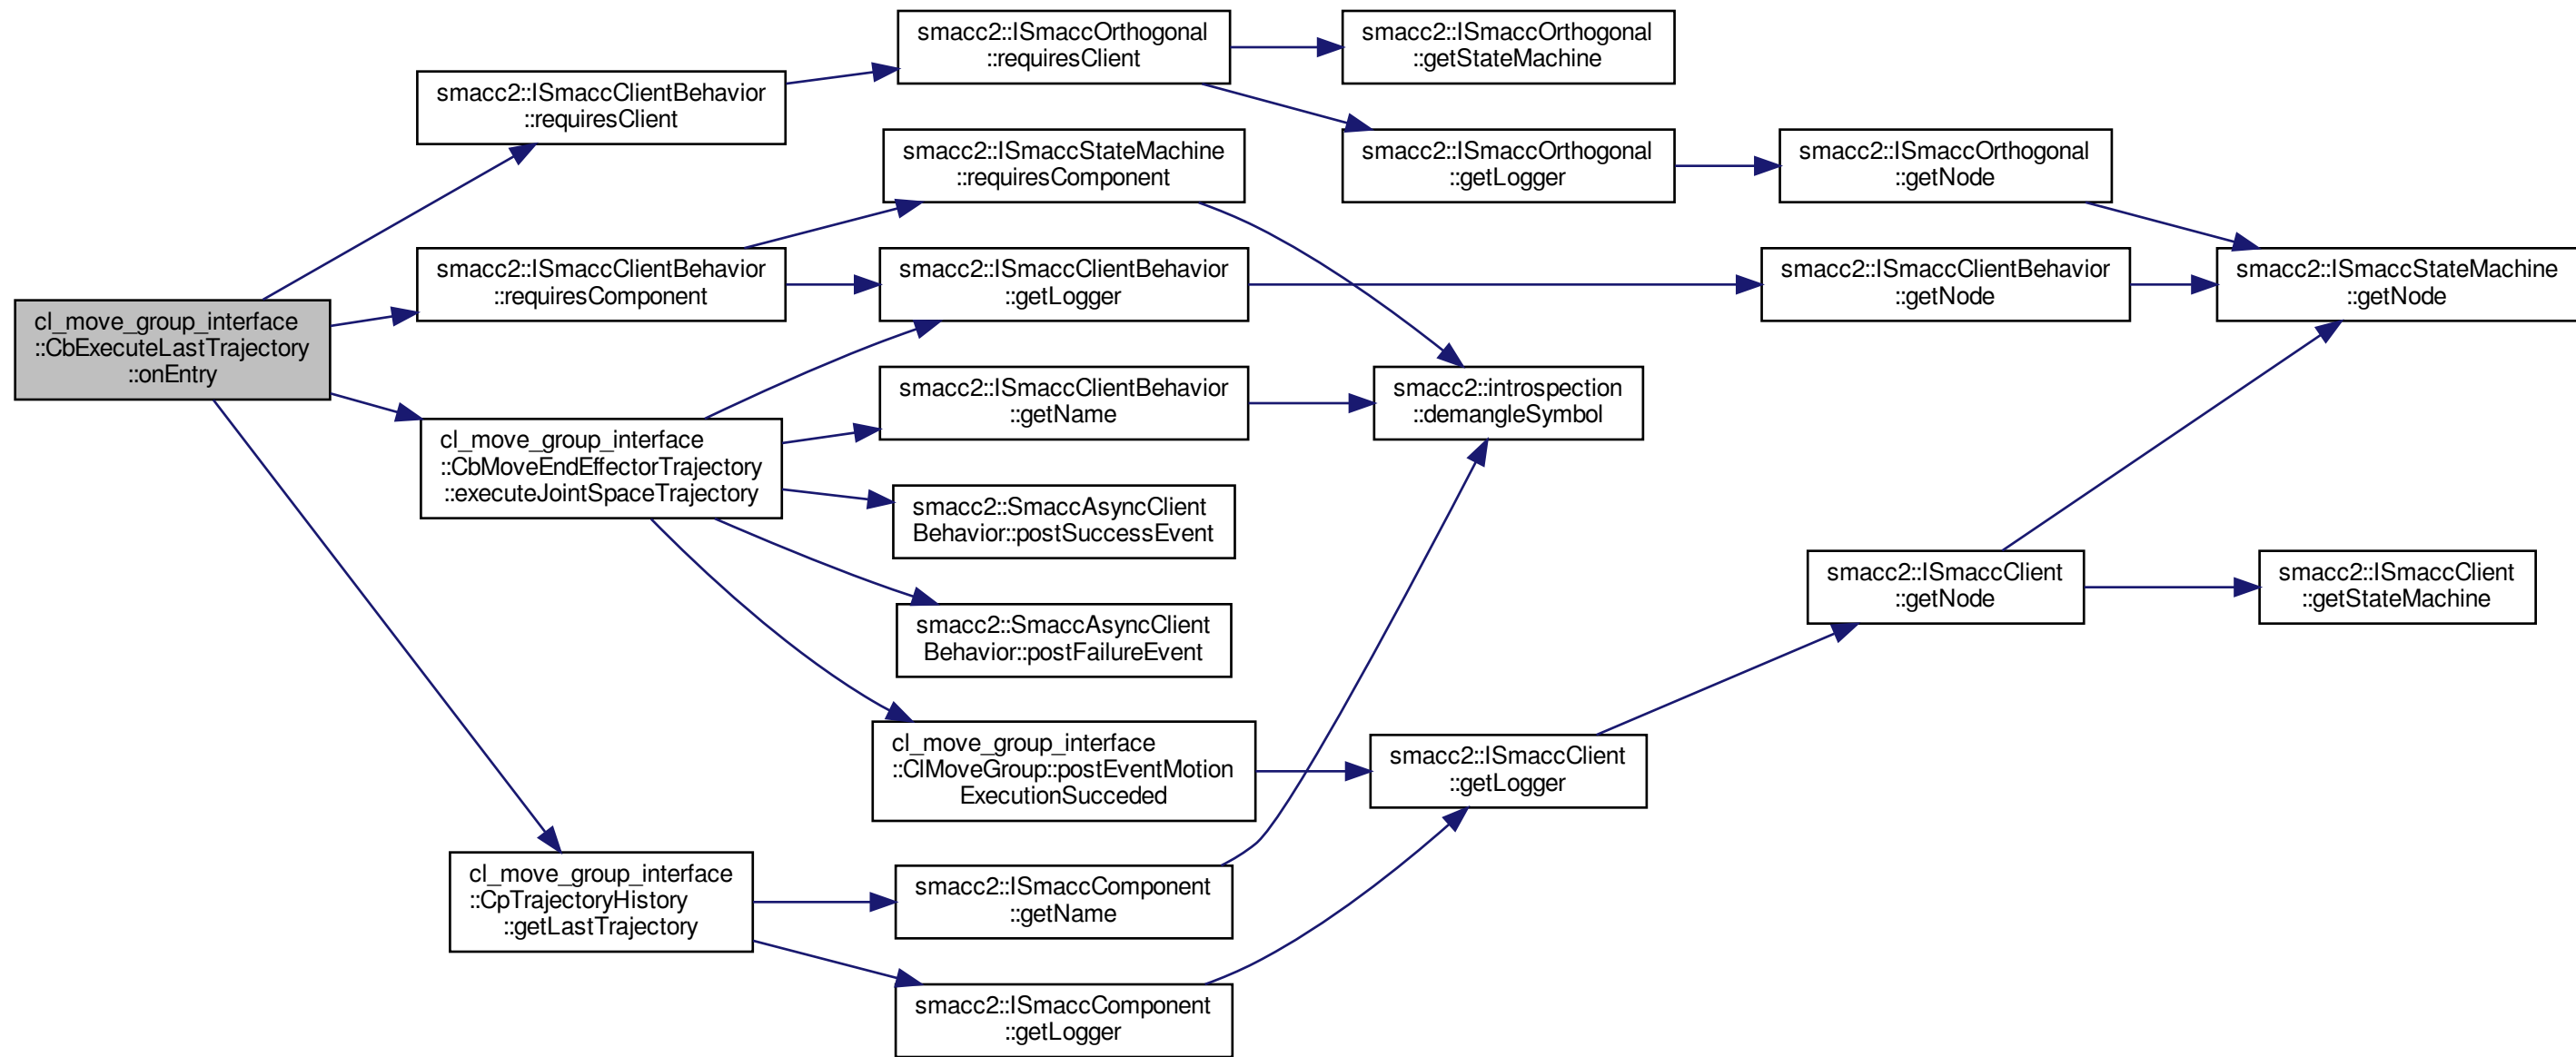 cl_move_group_interface
::CbExecuteLastTrajectory
::onEntry
smacc2::ISmaccClientBehavior
::requiresClient
smacc2::ISmaccClientBehavior
::requiresComponent
cl_move_group_interface
::CbMoveEndEffectorTrajectory
::executeJointSpaceTrajectory
cl_move_group_interface
::CpTrajectoryHistory
::getLastTrajectory
smacc2::ISmaccOrthogonal
::requiresClient
smacc2::ISmaccStateMachine
::requiresComponent
smacc2::ISmaccClientBehavior
::getLogger
smacc2::ISmaccClientBehavior
::getName
smacc2::SmaccAsyncClient
Behavior::postSuccessEvent
smacc2::SmaccAsyncClient
Behavior::postFailureEvent
cl_move_group_interface
::ClMoveGroup::postEventMotion
ExecutionSucceded
smacc2::ISmaccComponent
::getName
smacc2::ISmaccComponent
::getLogger
smacc2::ISmaccOrthogonal
::getStateMachine
smacc2::ISmaccOrthogonal
::getLogger
smacc2::introspection
::demangleSymbol
smacc2::ISmaccClient
::getLogger
smacc2::ISmaccOrthogonal
::getNode
smacc2::ISmaccClientBehavior
::getNode
smacc2::ISmaccClient
::getNode
smacc2::ISmaccStateMachine
::getNode
smacc2::ISmaccClient
::getStateMachine